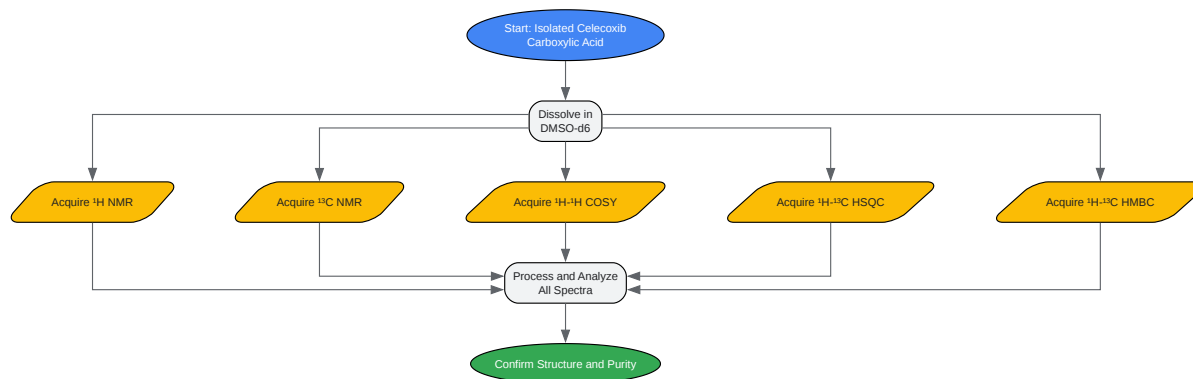 Start: Isolated Celecoxib
Carboxylic Acid
Dissolve in
DMSO-d6
Acquire ¹H NMR
Acquire ¹³C NMR
Acquire ¹H-¹H COSY
Acquire ¹H-¹³C HSQC
Acquire ¹H-¹³C HMBC
Process and Analyze
All Spectra
Confirm Structure and Purity